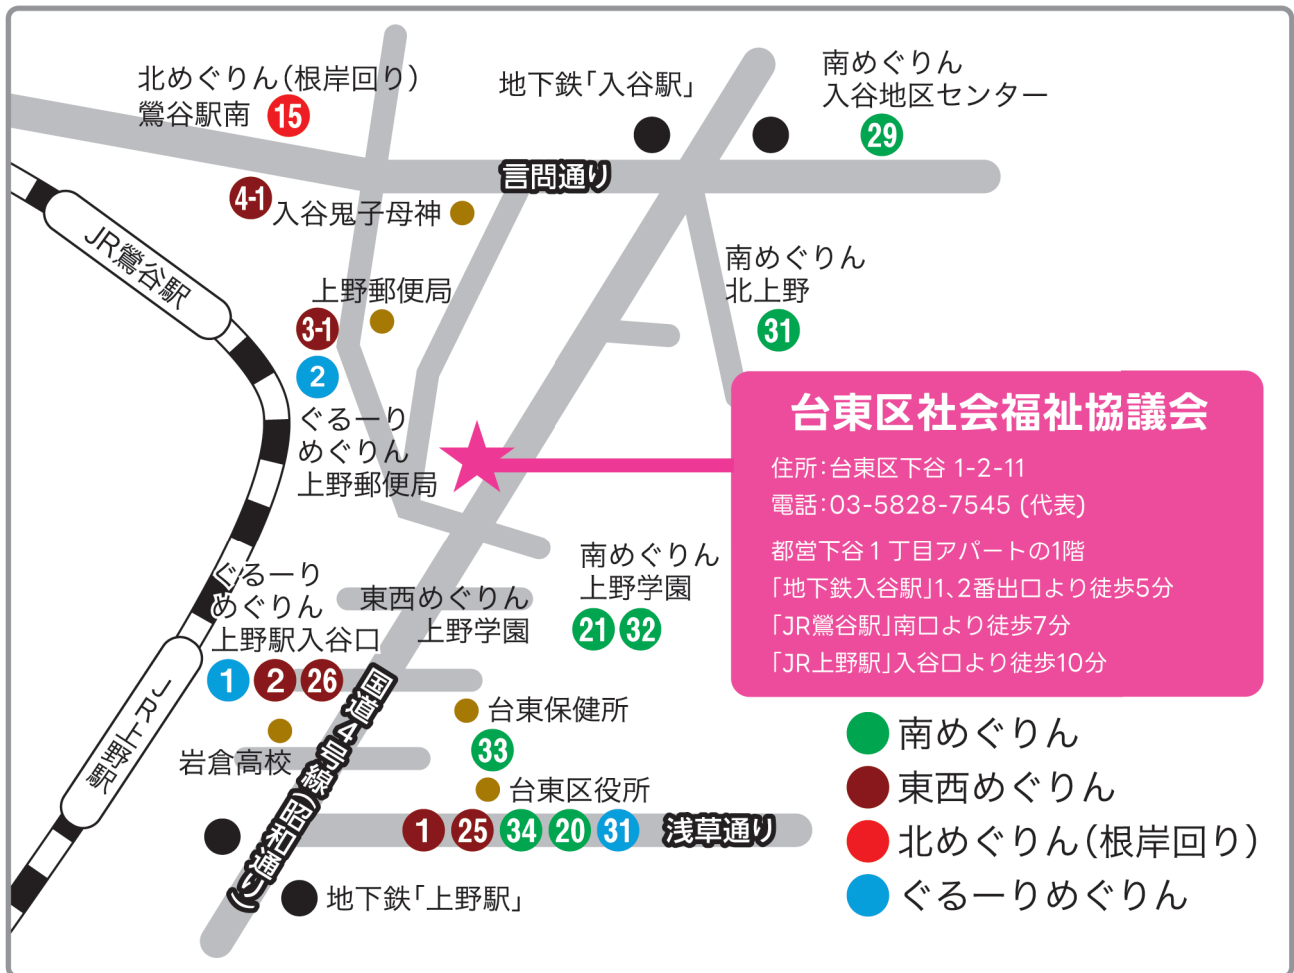 北めぐりん(根岸回り)
鶯谷駅南
15
地下鉄「入谷駅」
南めぐりん
入谷地区センター
29
言問通り
4-1
入谷鬼子母神
JR鶯谷駅
上野郵便局
3-1
2
ぐるーり
めぐりん
上野郵便局
南めぐりん
北上野
31
台東区社会福祉協議会
住所:台東区下谷 1-2-11
電話:03-5828-7545 (代表)
都営下谷1丁目アパートの1階
「地下鉄入谷駅」1、2番出口より徒歩5分
「JR鶯谷駅」南口より徒歩7分
「JR上野駅」入谷口より徒歩10分
ぐるーり
めぐりん
上野駅入谷口
1
2
26
東西めぐりん
上野学園
南めぐりん
上野学園
21
32
JR上野駅
岩倉高校
国道4号線(昭和通り)
台東保健所
33
台東区役所
1
25
34
20
31
浅草通り
地下鉄「上野駅」
南めぐりん
東西めぐりん
北めぐりん(根岸回り)
ぐるーりめぐりん